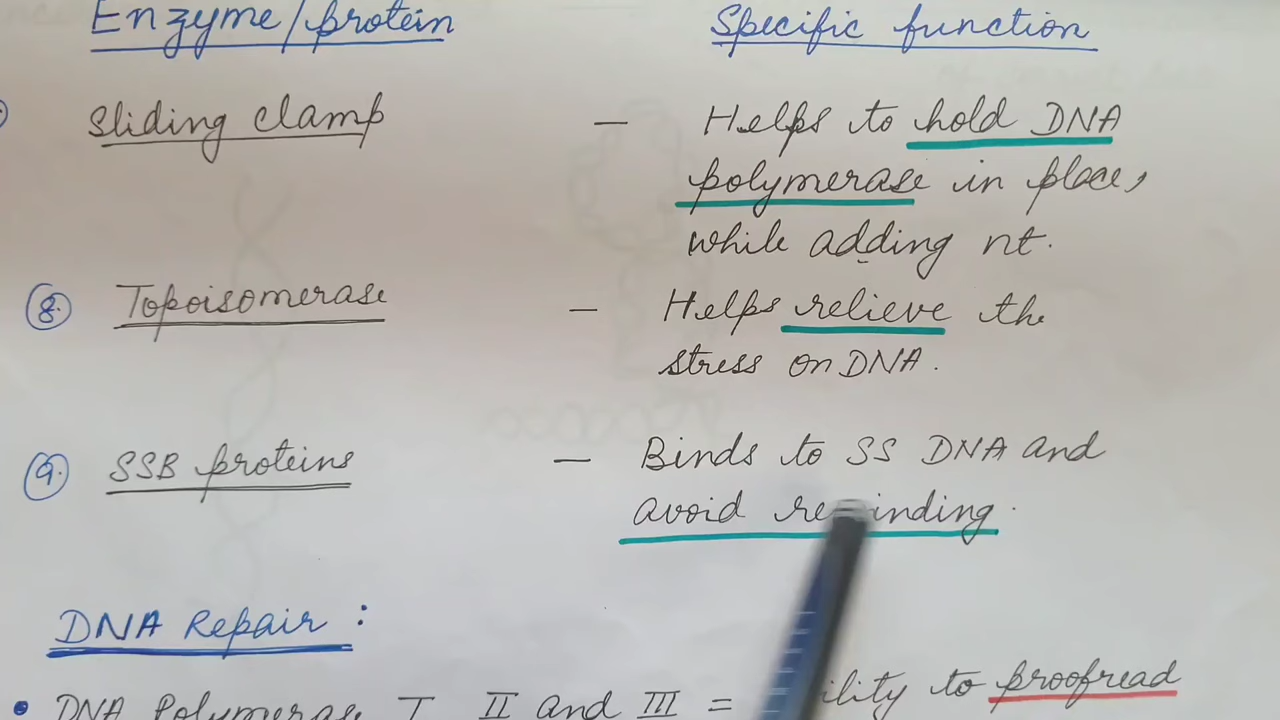 Enzyme/protein Specific function
Sliding clamp — Helps to hold DNA
polymerase in place,
while adding nt.
8. Topoisomerase — Helps relieve the
stress on DNA.
9. SSB proteins — Binds to SS DNA and
avoid
DNA Repair :
• DNA Polymerase I II and III = to proofread